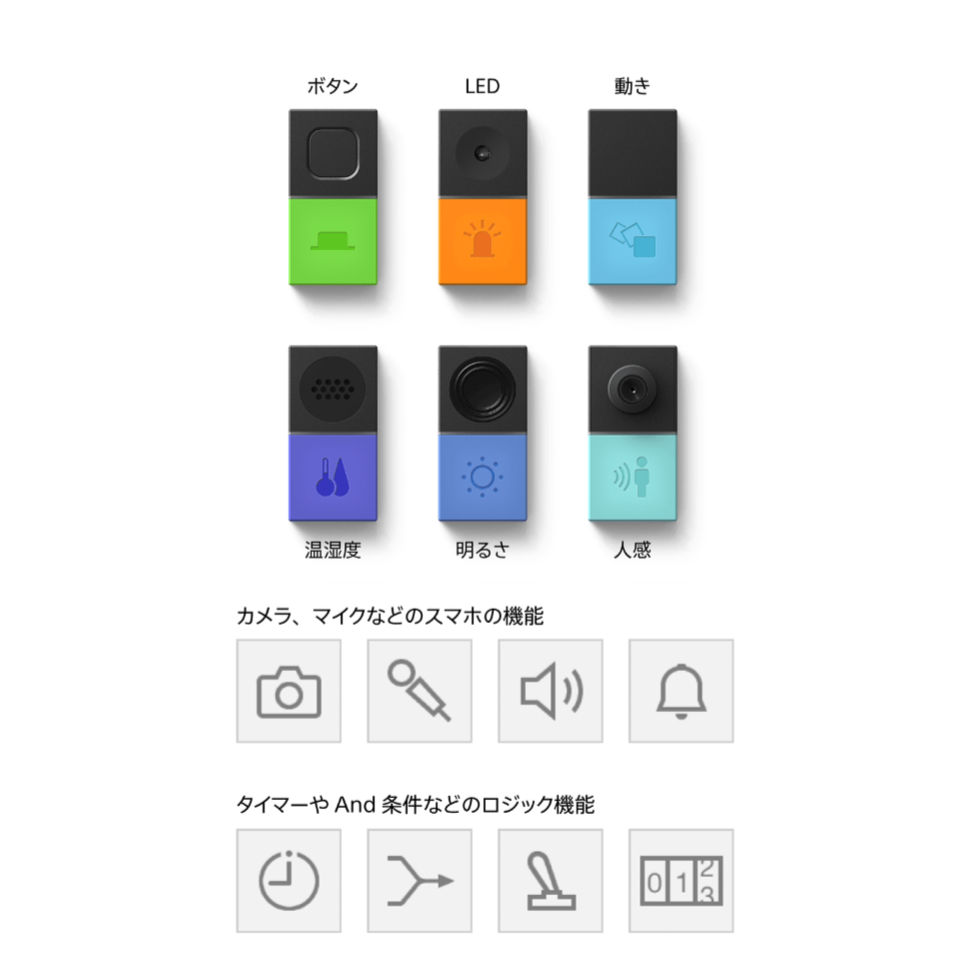 ボタン
LED
動き
温湿度
明るさ
人感
カメラ、マイクなどのスマホの機能
タイマーや And 条件などのロジック機能
0 1 2
3